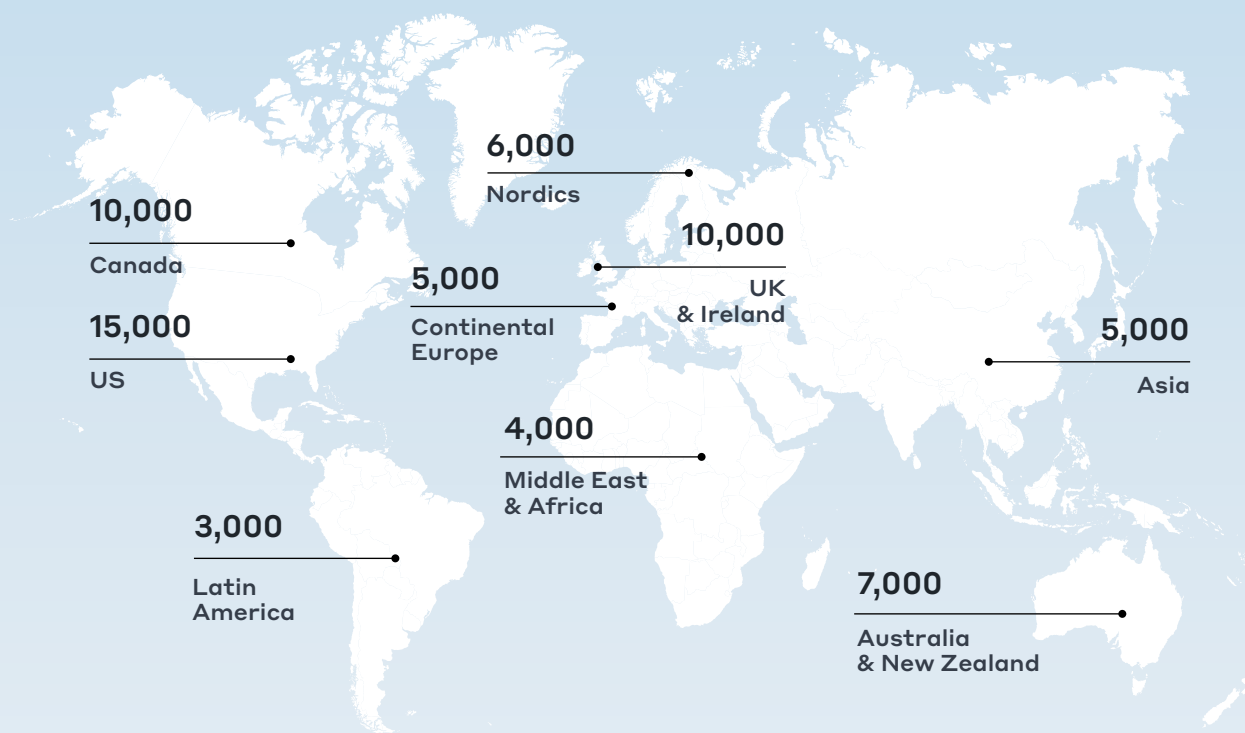 6,000
Nordics
10,000
Canada
10,000
UK
& Ireland
5,000
Continental
Europe
15,000
US
5,000
Asia
4,000
Middle East
& Africa
3,000
Latin
America
7,000
Australia
& New Zealand